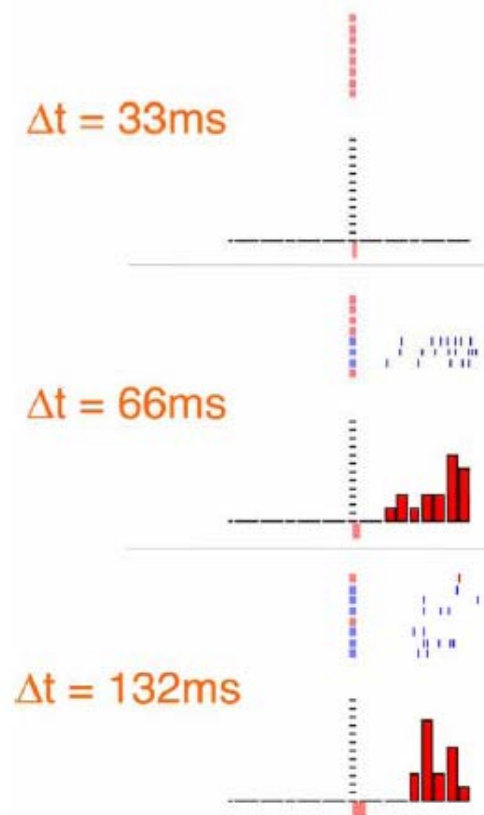 Δt = 33ms
Δt = 66ms
Δt = 132ms